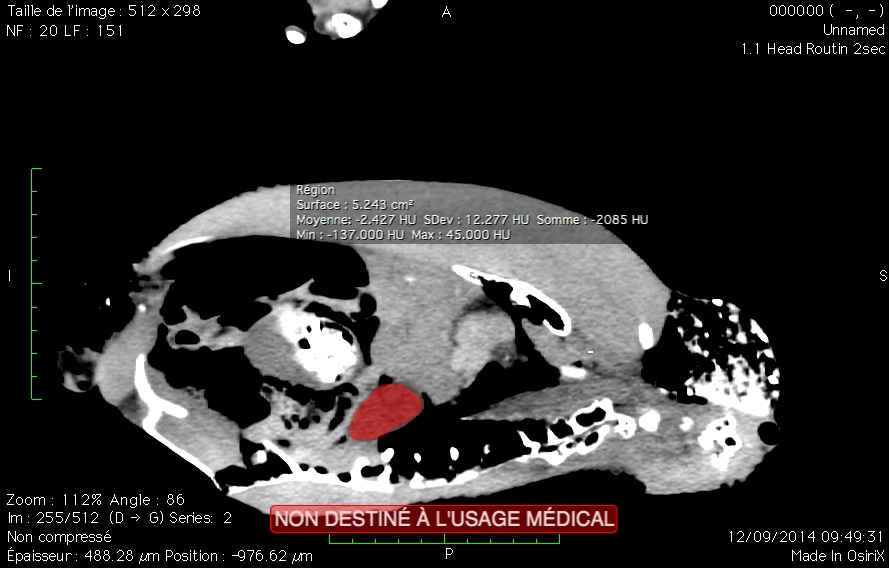 Taille de l'image : 512 x 298
NF : 20 LF : 151
A
000000 ( -, -)
Unnamed
1.1 Head Routin 2sec
Région
Surface : 5.243 cm²
Moyenne: -2.427 HU SDev : 12.277 HU Somme : -2085 HU
Min : -137.000 HU Max : 45.000 HU
I
S
Zoom : 112% Angle : 86
Im : 255/512 (D → G) Series: 2
Non compressé
Épaisseur : 488.28 µm Position : -976.62 µm
NON DESTINÉ À L'USAGE MÉDICAL
P
12/09/2014 09:49:31
Made In OsiriX